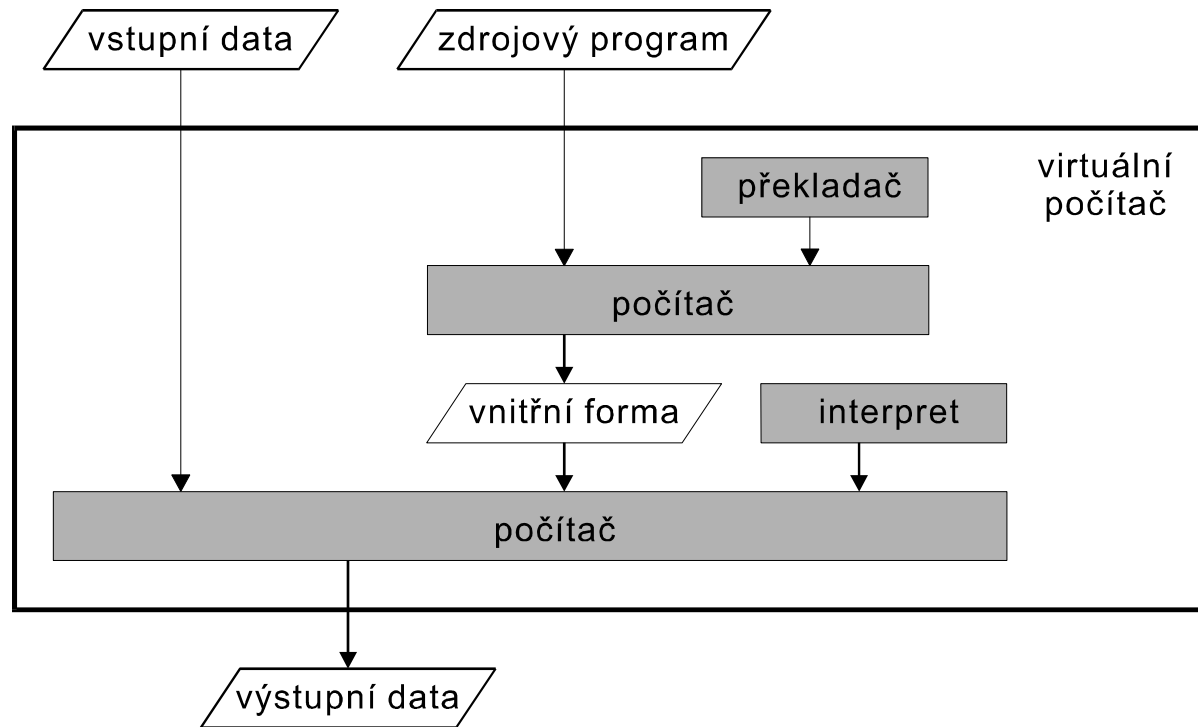 vstupní data
zdrojový program
překladač
virtuální
počítač
počítač
vnitřní forma
interpret
počítač
výstupní data